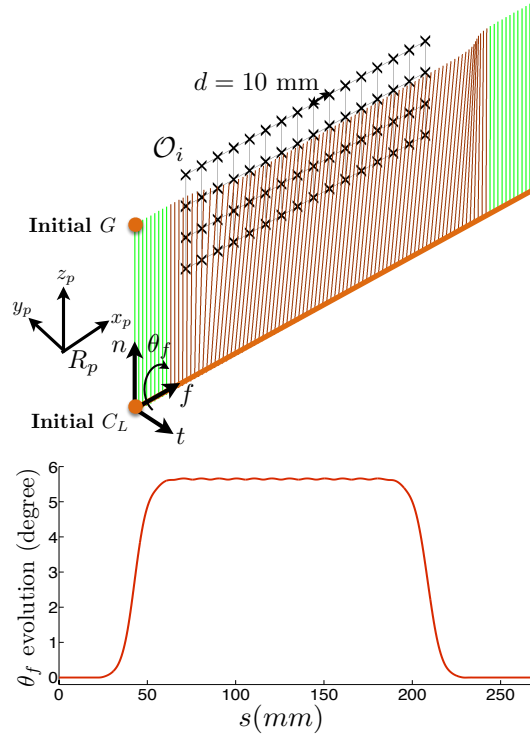 d = 10 mm
𝒪_i
Initial G
z_p
y_p
x_p
R_p
n
θ_f
f
Initial C_L
t
θ_f evolution (degree)
6
5
4
3
2
1
0
0 50 100 150 200 250
s(mm)